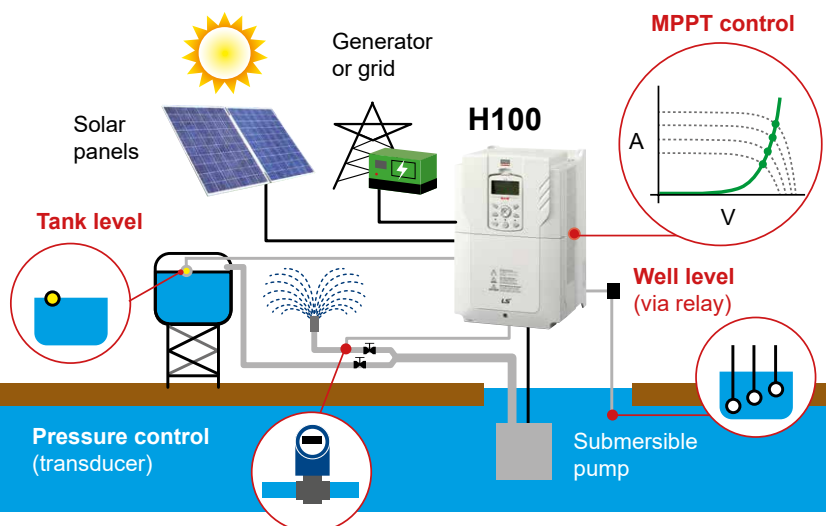 MPPT control
Generator
or grid
H100
Solar
panels
A
V
Tank level
Well level
(via relay)
LS
Pressure control
(transducer)
Submersible
pump